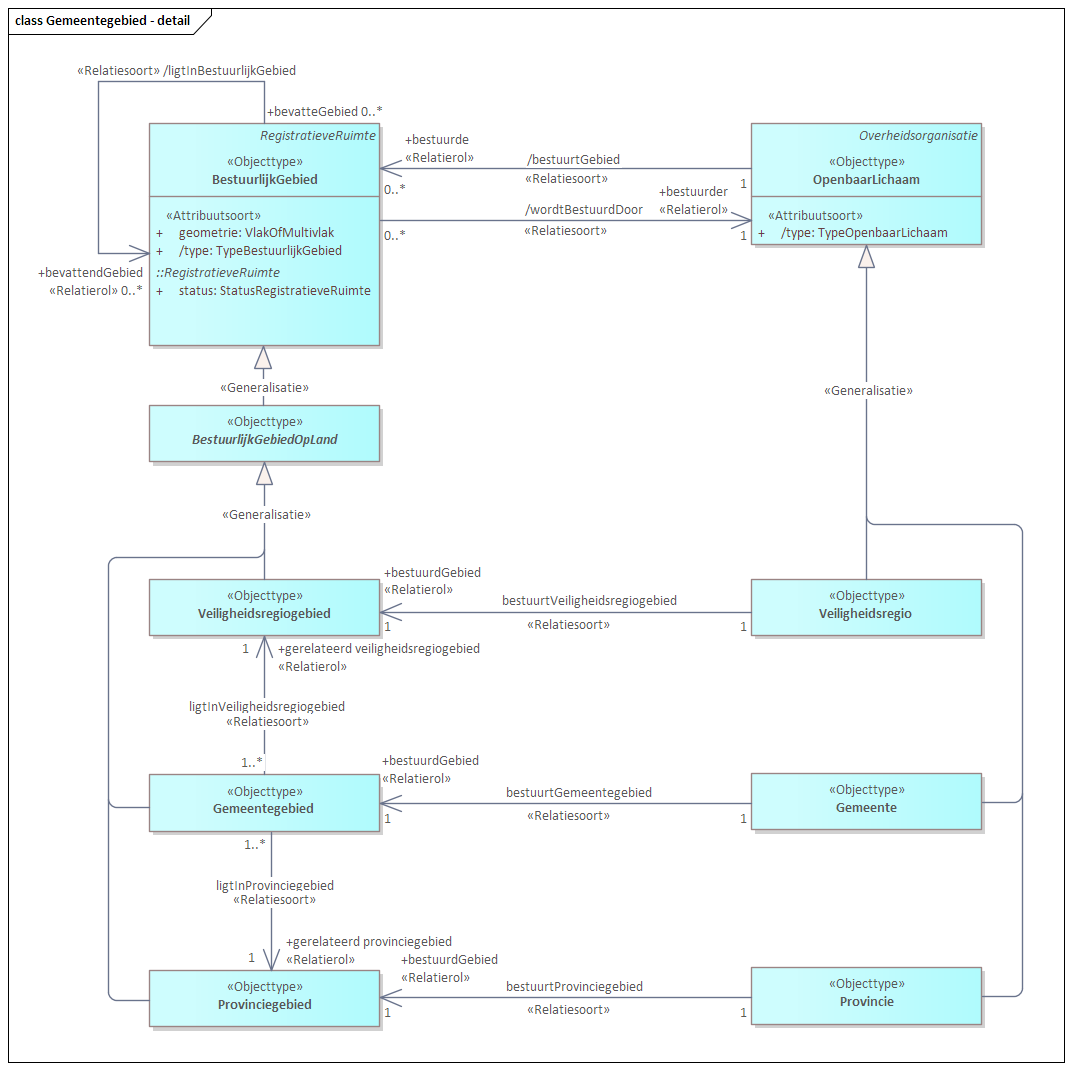 class Gemeentegebied - detail
«Relatiesoort» /ligtInBestuurlijkGebied
+bevatteGebied 0..*
RegistratieveRuimte
«Objecttype»
BestuurlijkGebied
«Attribuutsoort»
+ geometrie: VlakOfMultivlak
+ /type: TypeBestuurlijkGebied
::RegistratieveRuimte
+ status: StatusRegistratieveRuimte
+bevattendGebied
«Relatierol» 0..*
+bestuurde
«Relatierol»
0..*
/bestuurtGebied
«Relatiesoort»
1
/wordtBestuurdDoor
«Relatiesoort»
0..*
+bestuurder
«Relatierol»
1
Overheidsorganisatie
«Objecttype»
OpenbaarLichaam
«Attribuutsoort»
+ /type: TypeOpenbaarLichaam
«Generalisatie»
«Generalisatie»
«Objecttype»
BestuurlijkGebiedOpLand
«Generalisatie»
«Objecttype»
Veiligheidsregiogebied
+bestuurdGebied
«Relatierol»
1
bestuurtVeiligheidsregiogebied
«Relatiesoort»
1
«Objecttype»
Veiligheidsregio
1
+gerelateerd veiligheidsregiogebied
«Relatierol»
ligtInVeiligheidsregiogebied
«Relatiesoort»
1..*
«Objecttype»
Gemeentegebied
+bestuurdGebied
«Relatierol»
1
bestuurtGemeentegebied
«Relatiesoort»
1
«Objecttype»
Gemeente
1..*
ligtInProvinciegebied
«Relatiesoort»
1
+gerelateerd provinciegebied
«Relatierol»
«Objecttype»
Provinciegebied
+bestuurdGebied
«Relatierol»
1
bestuurtProvinciegebied
«Relatiesoort»
1
«Objecttype»
Provincie